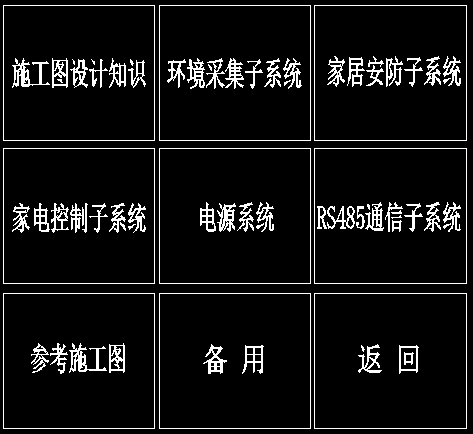 施工图设计知识
环境采集子系统
家居安防子系统
家电控制子系统
电源系统
RS485通信子系统
参考施工图
备 用
返 回